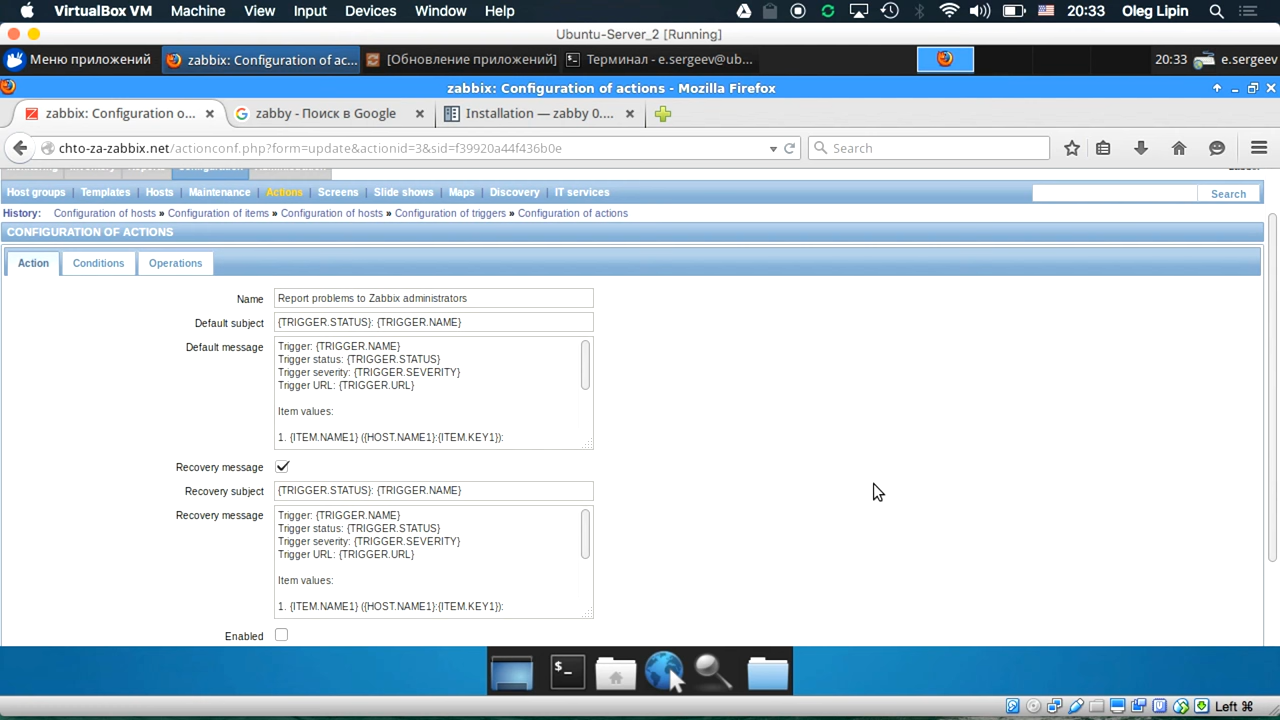 VirtualBox VM Machine View Input Devices Window Help 20:33 Oleg Lipin
Ubuntu-Server_2 [Running]
Меню приложений zabbix: Configuration of ac... [Обновление приложений] Терминал - e.sergeev@ub... 20:33 e.sergeev
zabbix: Configuration of actions - Mozilla Firefox
zabbix: Configuration o... zabby - Поиск в Google Installation — zabby 0....
chto-za-zabbix.net/actionconf.php?form=update&actionid=3&sid=f39920a44f436b0e Search
Host groups | Templates | Hosts | Maintenance | Actions | Screens | Slide shows | Maps | Discovery | IT services Search
History: Configuration of hosts » Configuration of items » Configuration of hosts » Configuration of triggers » Configuration of actions
CONFIGURATION OF ACTIONS
Action Conditions Operations
Name Report problems to Zabbix administrators
Default subject {TRIGGER.STATUS}: {TRIGGER.NAME}
Default message Trigger: {TRIGGER.NAME}
Trigger status: {TRIGGER.STATUS}
Trigger severity: {TRIGGER.SEVERITY}
Trigger URL: {TRIGGER.URL}
Item values:
1. {ITEM.NAME1} ({HOST.NAME1}:{ITEM.KEY1}):
Recovery message
Recovery subject {TRIGGER.STATUS}: {TRIGGER.NAME}
Recovery message Trigger: {TRIGGER.NAME}
Trigger status: {TRIGGER.STATUS}
Trigger severity: {TRIGGER.SEVERITY}
Trigger URL: {TRIGGER.URL}
Item values:
1. {ITEM.NAME1} ({HOST.NAME1}:{ITEM.KEY1}):
Enabled
Left ⌘